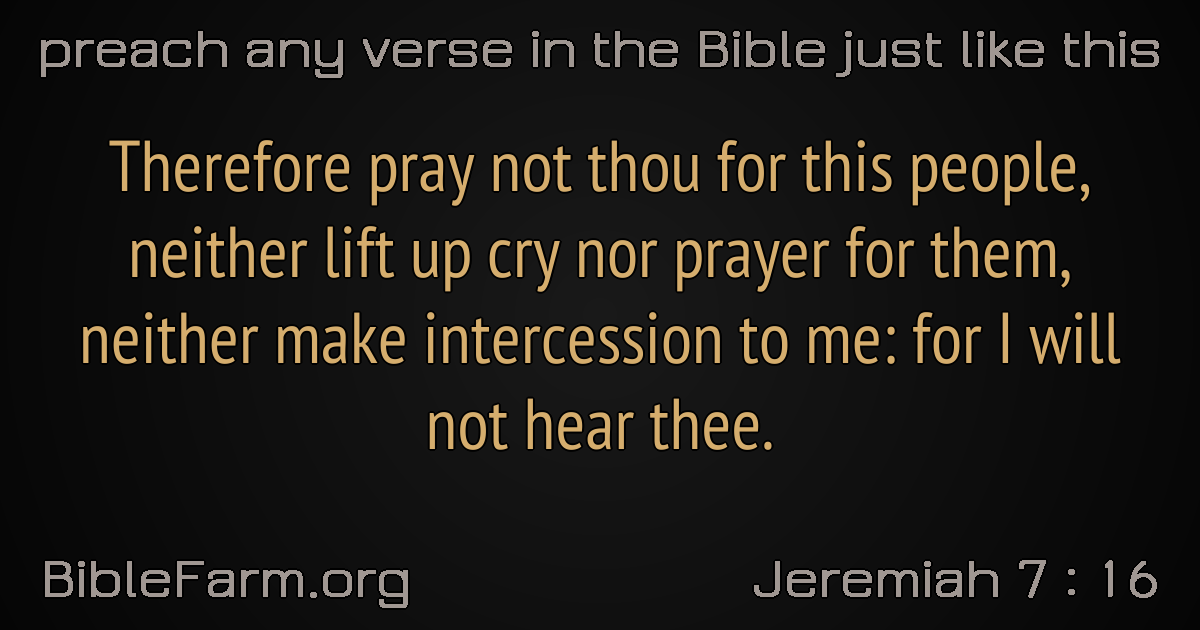 preach any verse in the Bible just like this
Therefore pray not thou for this people,
neither lift up cry nor prayer for them,
neither make intercession to me: for I will
not hear thee.
BibleFarm.org
Jeremiah 7 : 16